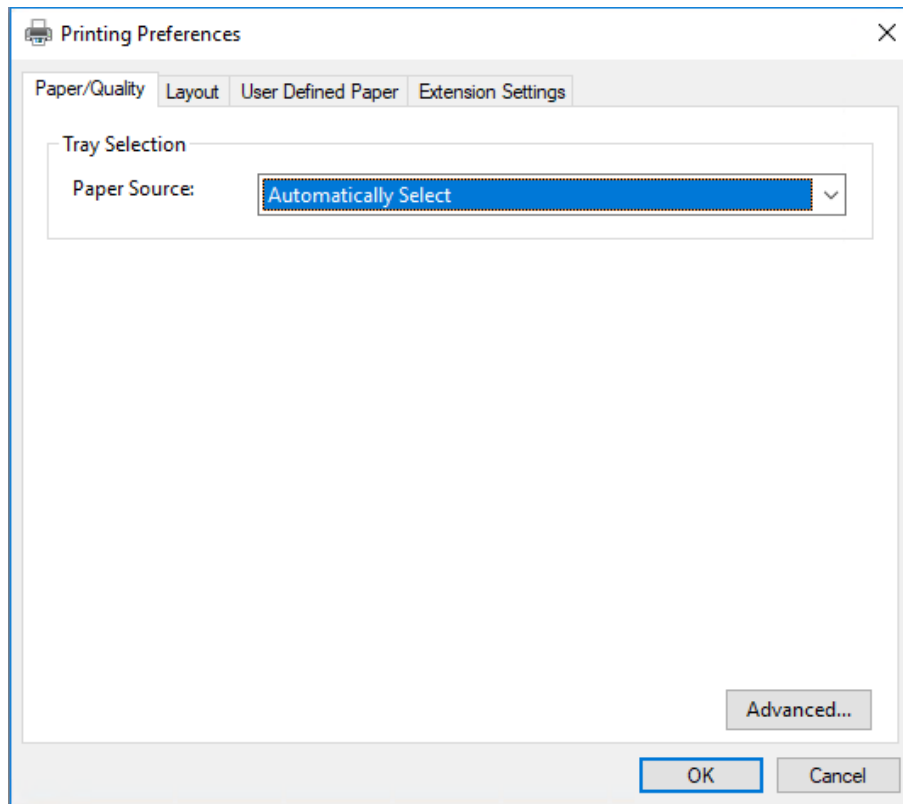 Printing Preferences
Paper/Quality Layout User Defined Paper Extension Settings
Tray Selection
Paper Source: Automatically Select
Advanced...
OK Cancel